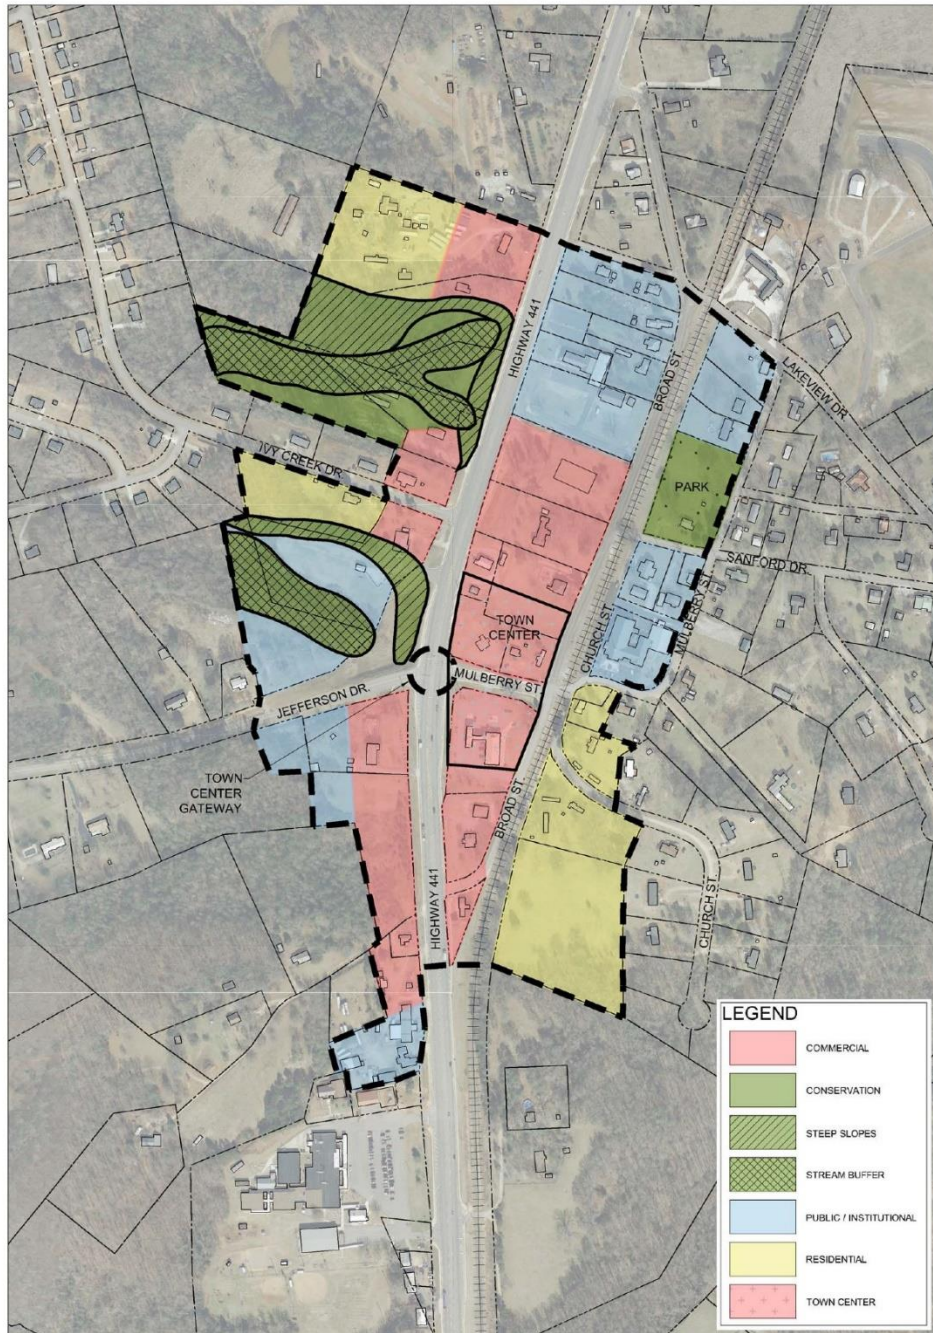 HIGHWAY 441
BROAD ST.
LAKEVIEW DR
IVY CREEK DR
PARK
SANFORD DR.
CHURCH ST.
MULBERRY ST.
TOWN
CENTER
MULBERRY ST.
JEFFERSON DR.
TOWN
CENTER
GATEWAY
BROAD ST.
HIGHWAY 441
CHURCH ST.
LEGEND
COMMERCIAL
CONSERVATION
STEEP SLOPES
STREAM BUFFER
PUBLIC / INSTITUTIONAL
RESIDENTIAL
TOWN CENTER